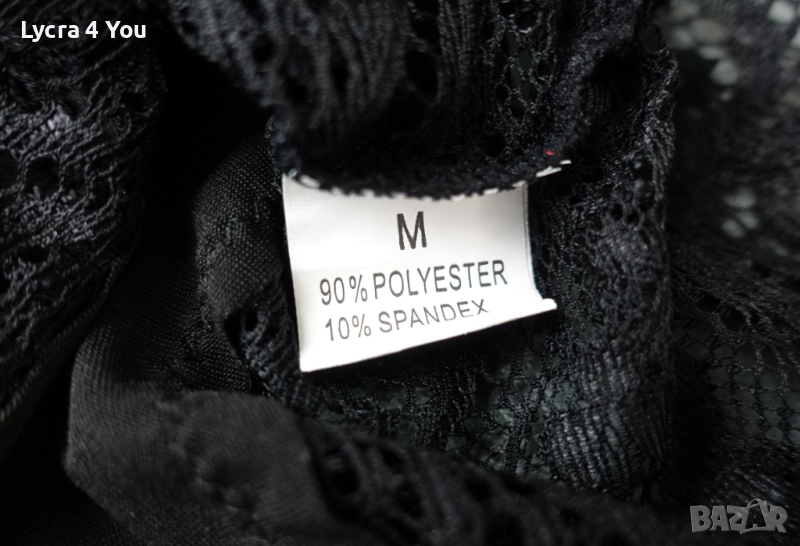 Lycra 4 You
M
90% POLYESTER
10% SPANDEX
BAZAR